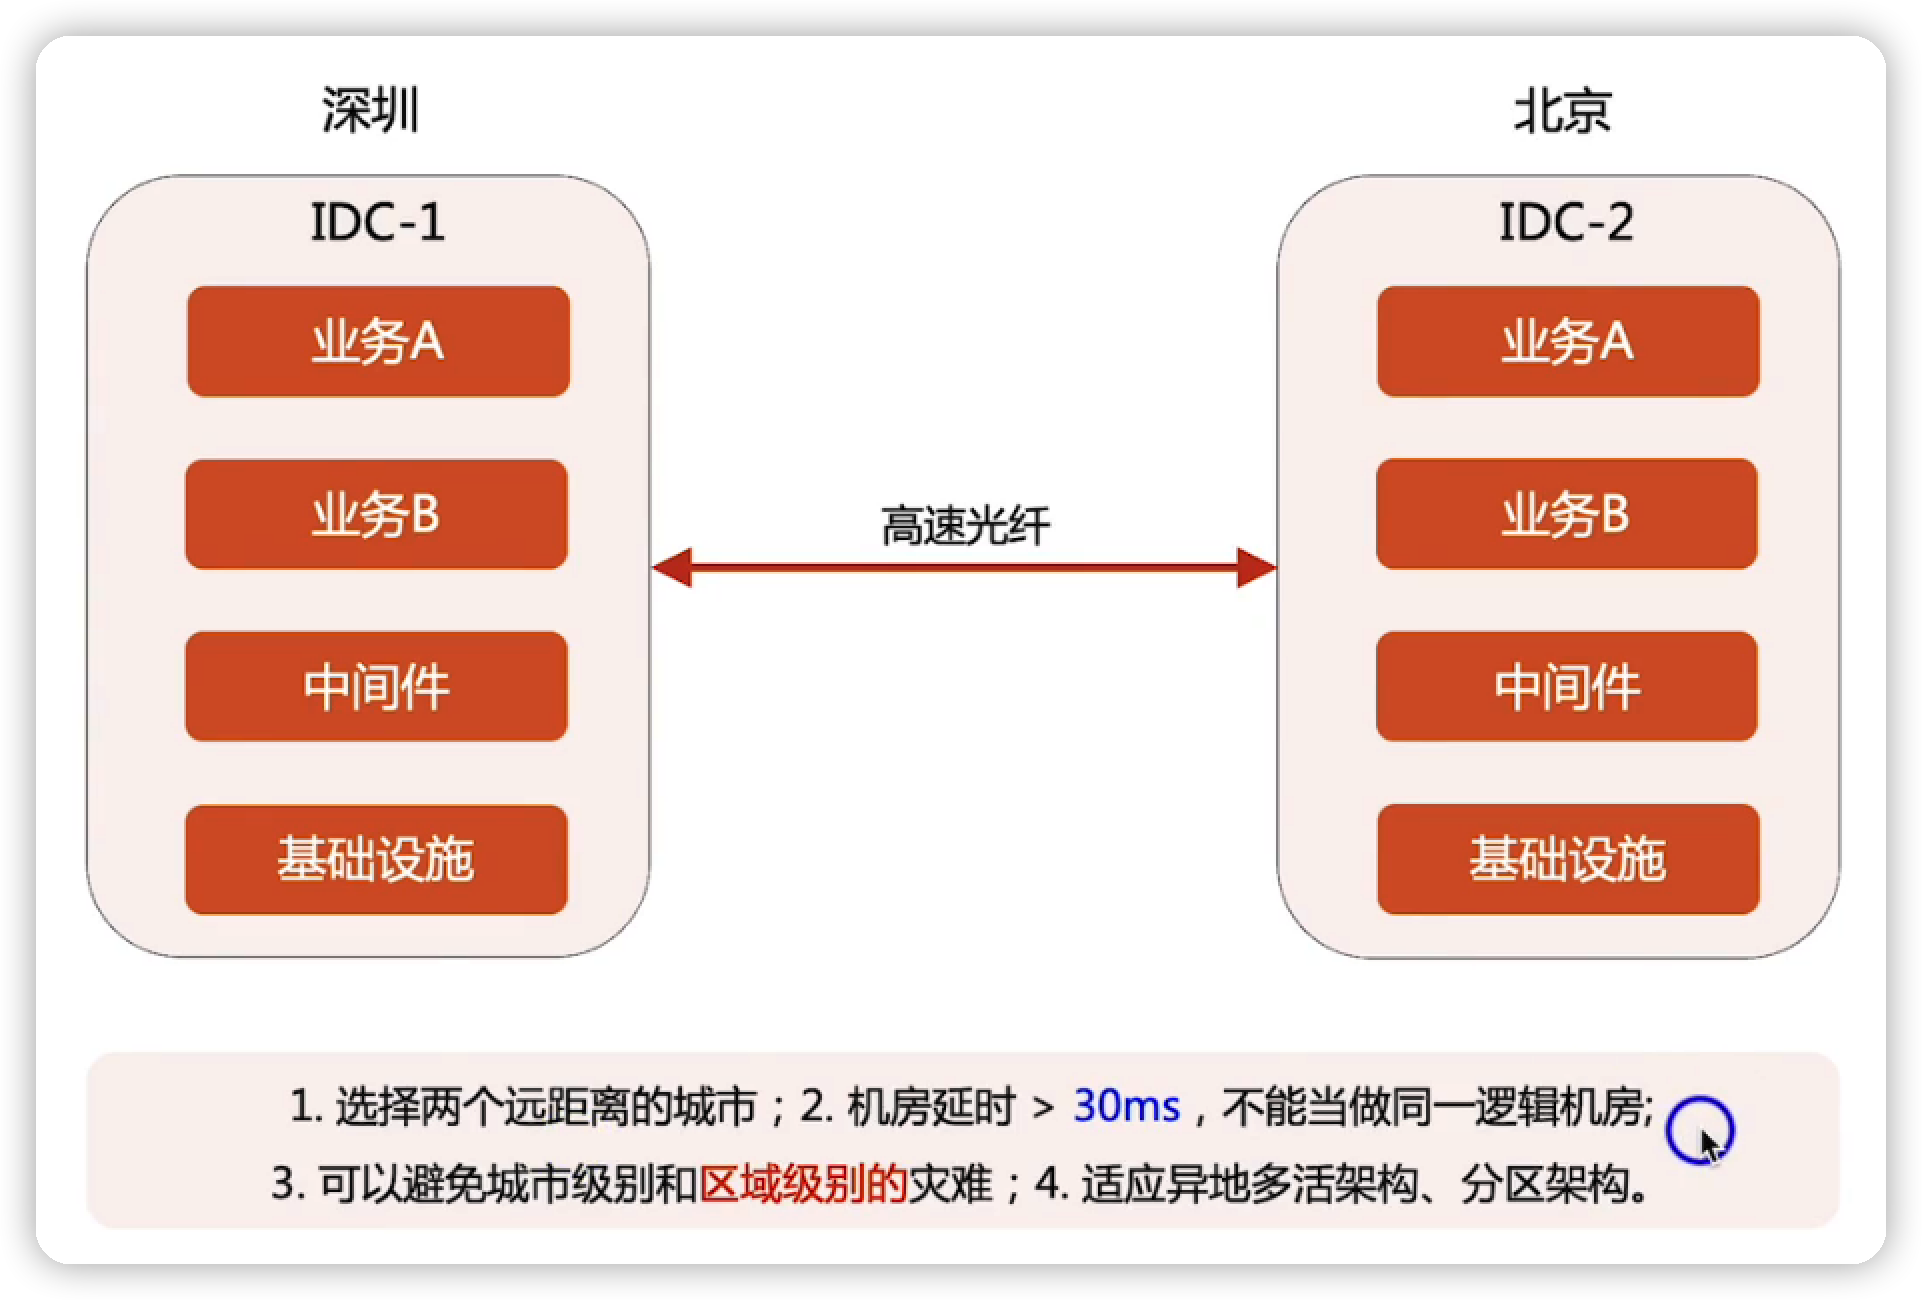 深圳
北京
IDC-1
IDC-2
业务A
业务A
业务B
业务B
高速光纤
中间件
中间件
基础设施
基础设施
1. 选择两个远距离的城市；2. 机房延时 > 30ms，不能当做同一逻辑机房;
3. 可以避免城市级别和区域级别的灾难；4. 适应异地多活架构、分区架构。